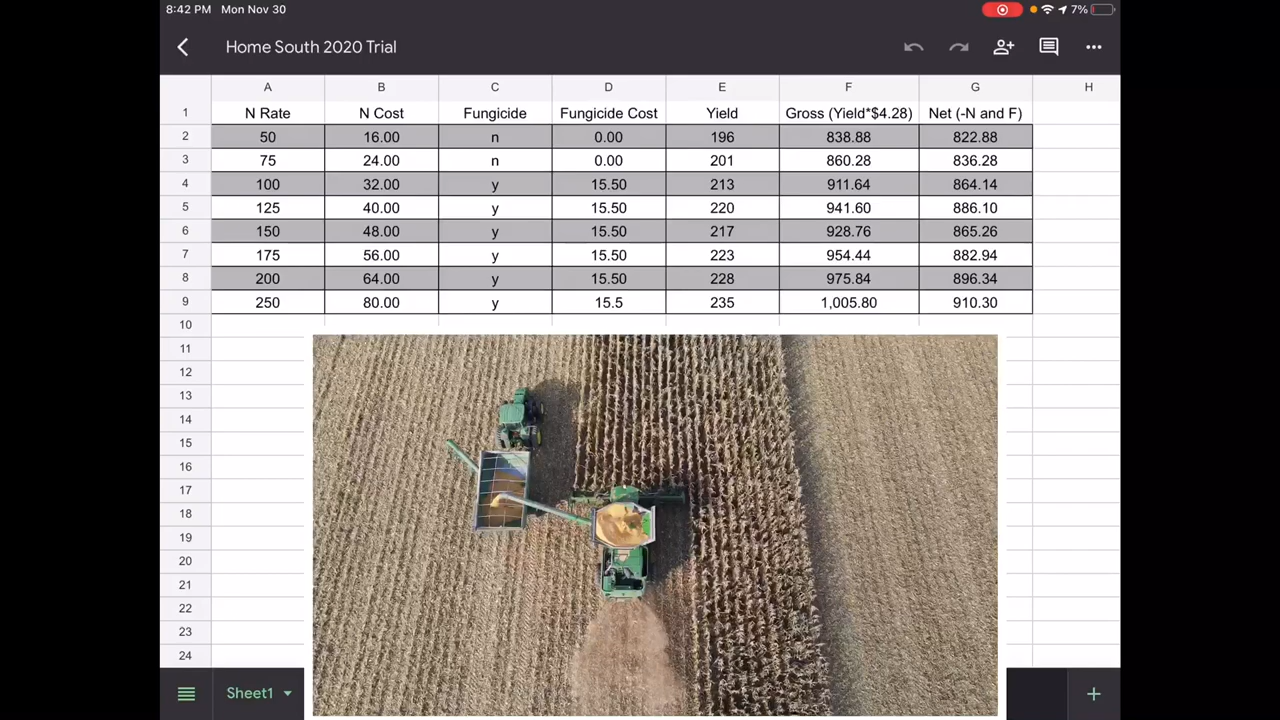 8:42 PM Mon Nov 30 7%
Home South 2020 Trial
A B C D E F G H
1 N Rate N Cost Fungicide Fungicide Cost Yield Gross (Yield*$4.28) Net (-N and F)
2 50 16.00 n 0.00 196 838.88 822.88
3 75 24.00 n 0.00 201 860.28 836.28
4 100 32.00 y 15.50 213 911.64 864.14
5 125 40.00 y 15.50 220 941.60 886.10
6 150 48.00 y 15.50 217 928.76 865.26
7 175 56.00 y 15.50 223 954.44 882.94
8 200 64.00 y 15.50 228 975.84 896.34
9 250 80.00 y 15.5 235 1,005.80 910.30
10
11
12
13
14
15
16
17
18
19
20
21
22
23
24
Sheet1